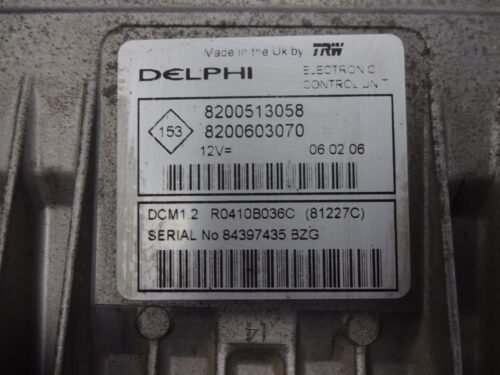 Made in the Uk by TRW
DELPHI
ELECTRONIC
CONTROL UNIT
8200513058
153
8200603070
12V=
06 02 06
DCM1.2 R0410B036C (81227C)
SERIAL No 84397435 BZG